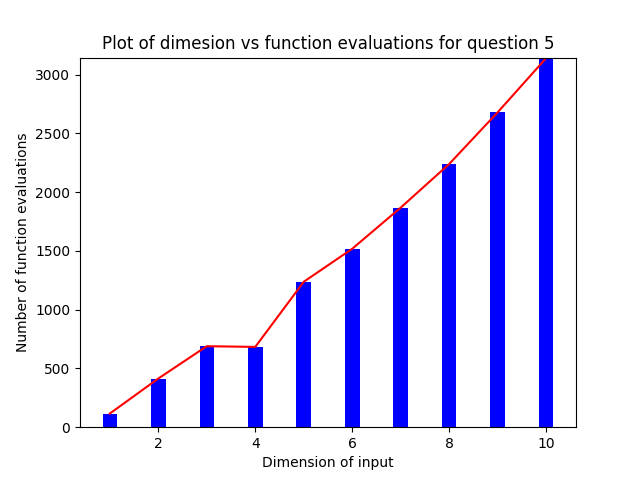 Plot of dimesion vs function evaluations for question 5
3000
2500
2000
1500
1000
500
0
Number of function evaluations
2 4 6 8 10
Dimension of input